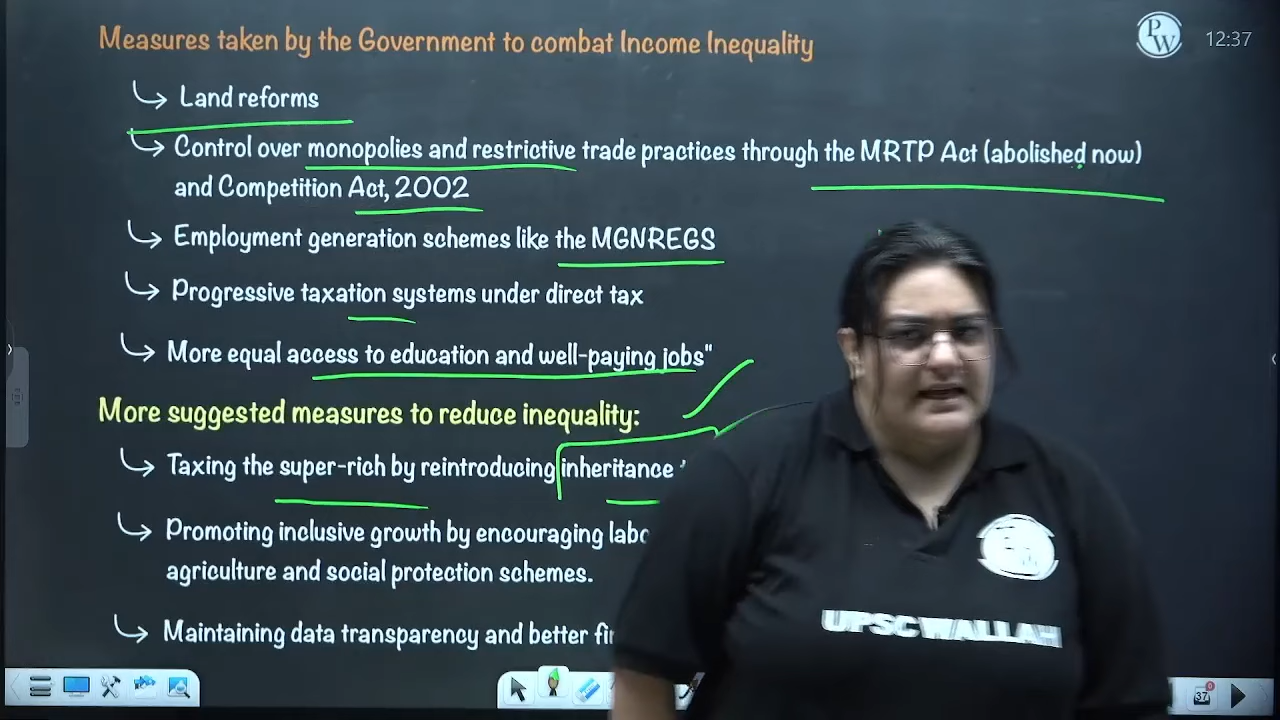 Measures taken by the Government to combat Income Inequality
PW
12:37
Land reforms
Control over monopolies and restrictive trade practices through the MRTP Act (abolished now)
and Competition Act, 2002
Employment generation schemes like the MGNREGS
Progressive taxation systems under direct tax
More equal access to education and well-paying jobs"
More suggested measures to reduce inequality:
Taxing the super-rich by reintroducing inheritance
Promoting inclusive growth by encouraging
agriculture and social protection schemes.
Maintaining data transparency and better
UPSC WALLAH
37